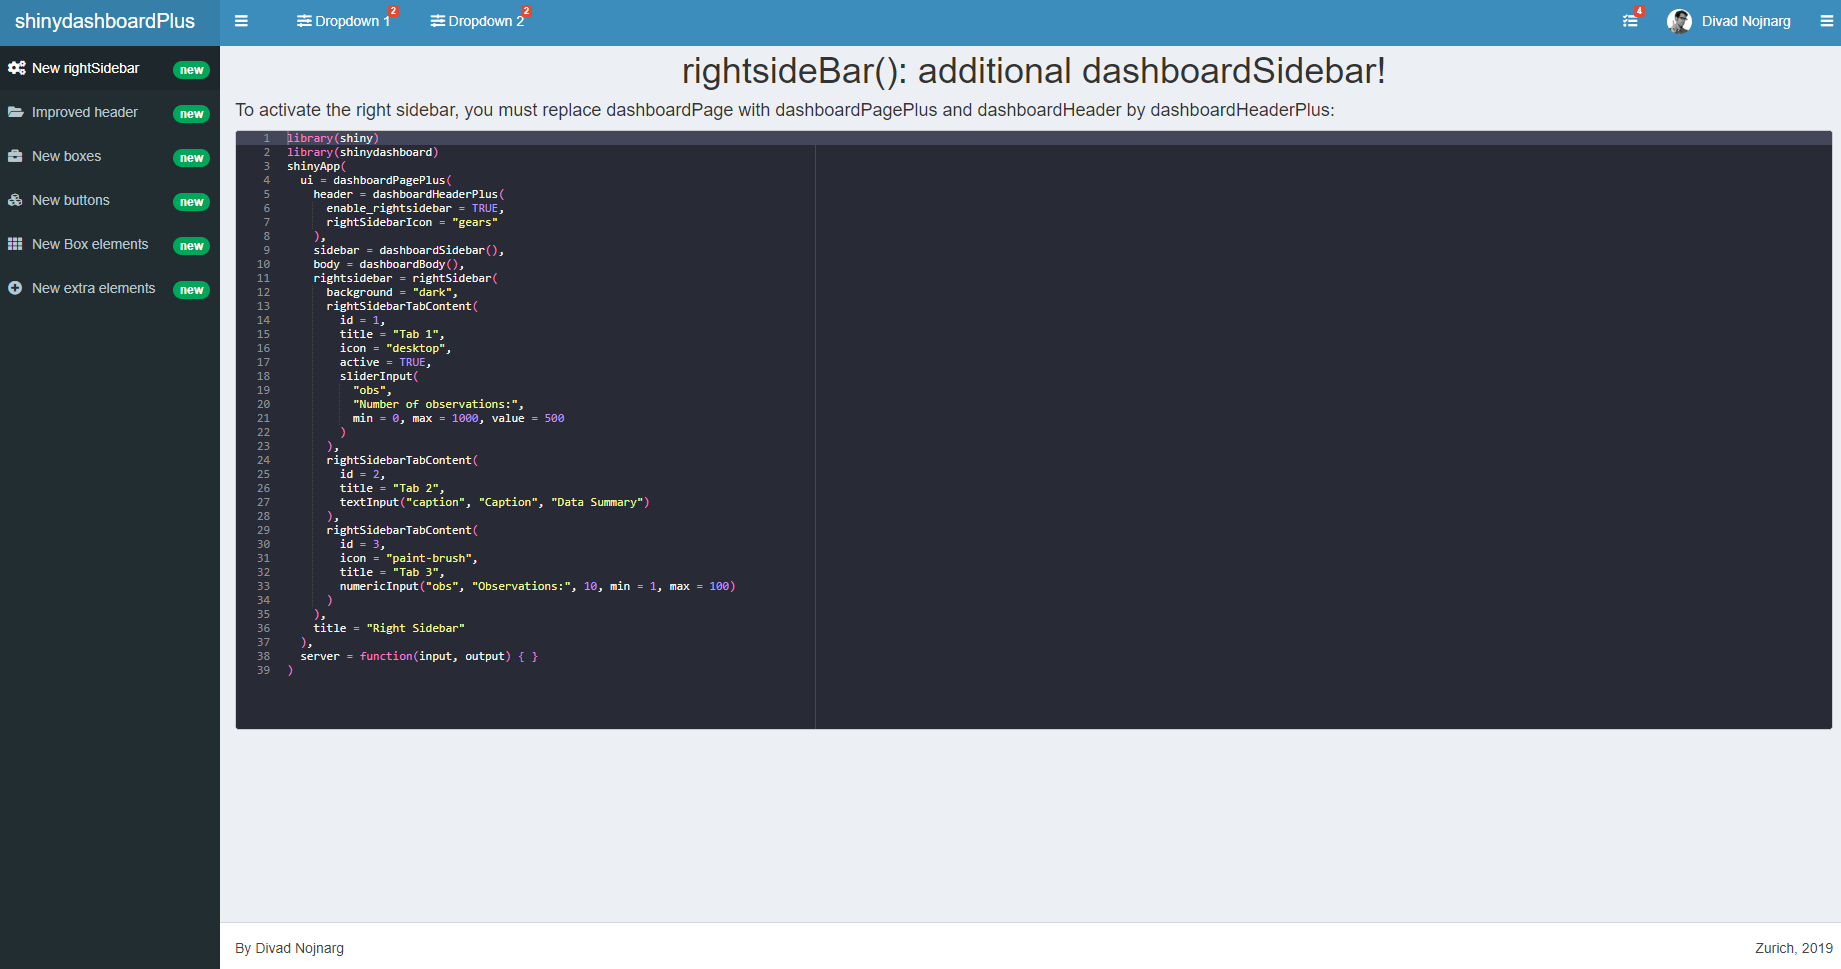 shinydashboardPlus
Dropdown 1 2
Dropdown 2 2
4
Divad Nojnarg
New rightSidebar new
Improved header new
New boxes new
New buttons new
New Box elements new
New extra elements new
rightsideBar(): additional dashboardSidebar!
To activate the right sidebar, you must replace dashboardPage with dashboardPagePlus and dashboardHeader by dashboardHeaderPlus:
1 library(shiny)
2 library(shinydashboard)
3 shinyApp(
4   ui = dashboardPagePlus(
5     header = dashboardHeaderPlus(
6       enable_rightsidebar = TRUE,
7       rightSidebarIcon = "gears"
8     ),
9     sidebar = dashboardSidebar(),
10     body = dashboardBody(),
11     rightsidebar = rightSidebar(
12       background = "dark",
13       rightSidebarTabContent(
14         id = 1,
15         title = "Tab 1",
16         icon = "desktop",
17         active = TRUE,
18         sliderInput(
19           "obs",
20           "Number of observations:",
21           min = 0, max = 1000, value = 500
22         )
23       ),
24       rightSidebarTabContent(
25         id = 2,
26         title = "Tab 2",
27         textInput("caption", "Caption", "Data Summary")
28       ),
29       rightSidebarTabContent(
30         id = 3,
31         icon = "paint-brush",
32         title = "Tab 3",
33         numericInput("obs", "Observations:", 10, min = 1, max = 100)
34       )
35     ),
36     title = "Right Sidebar"
37   ),
38   server = function(input, output) { }
39 )
By Divad Nojnarg
Zurich, 2019